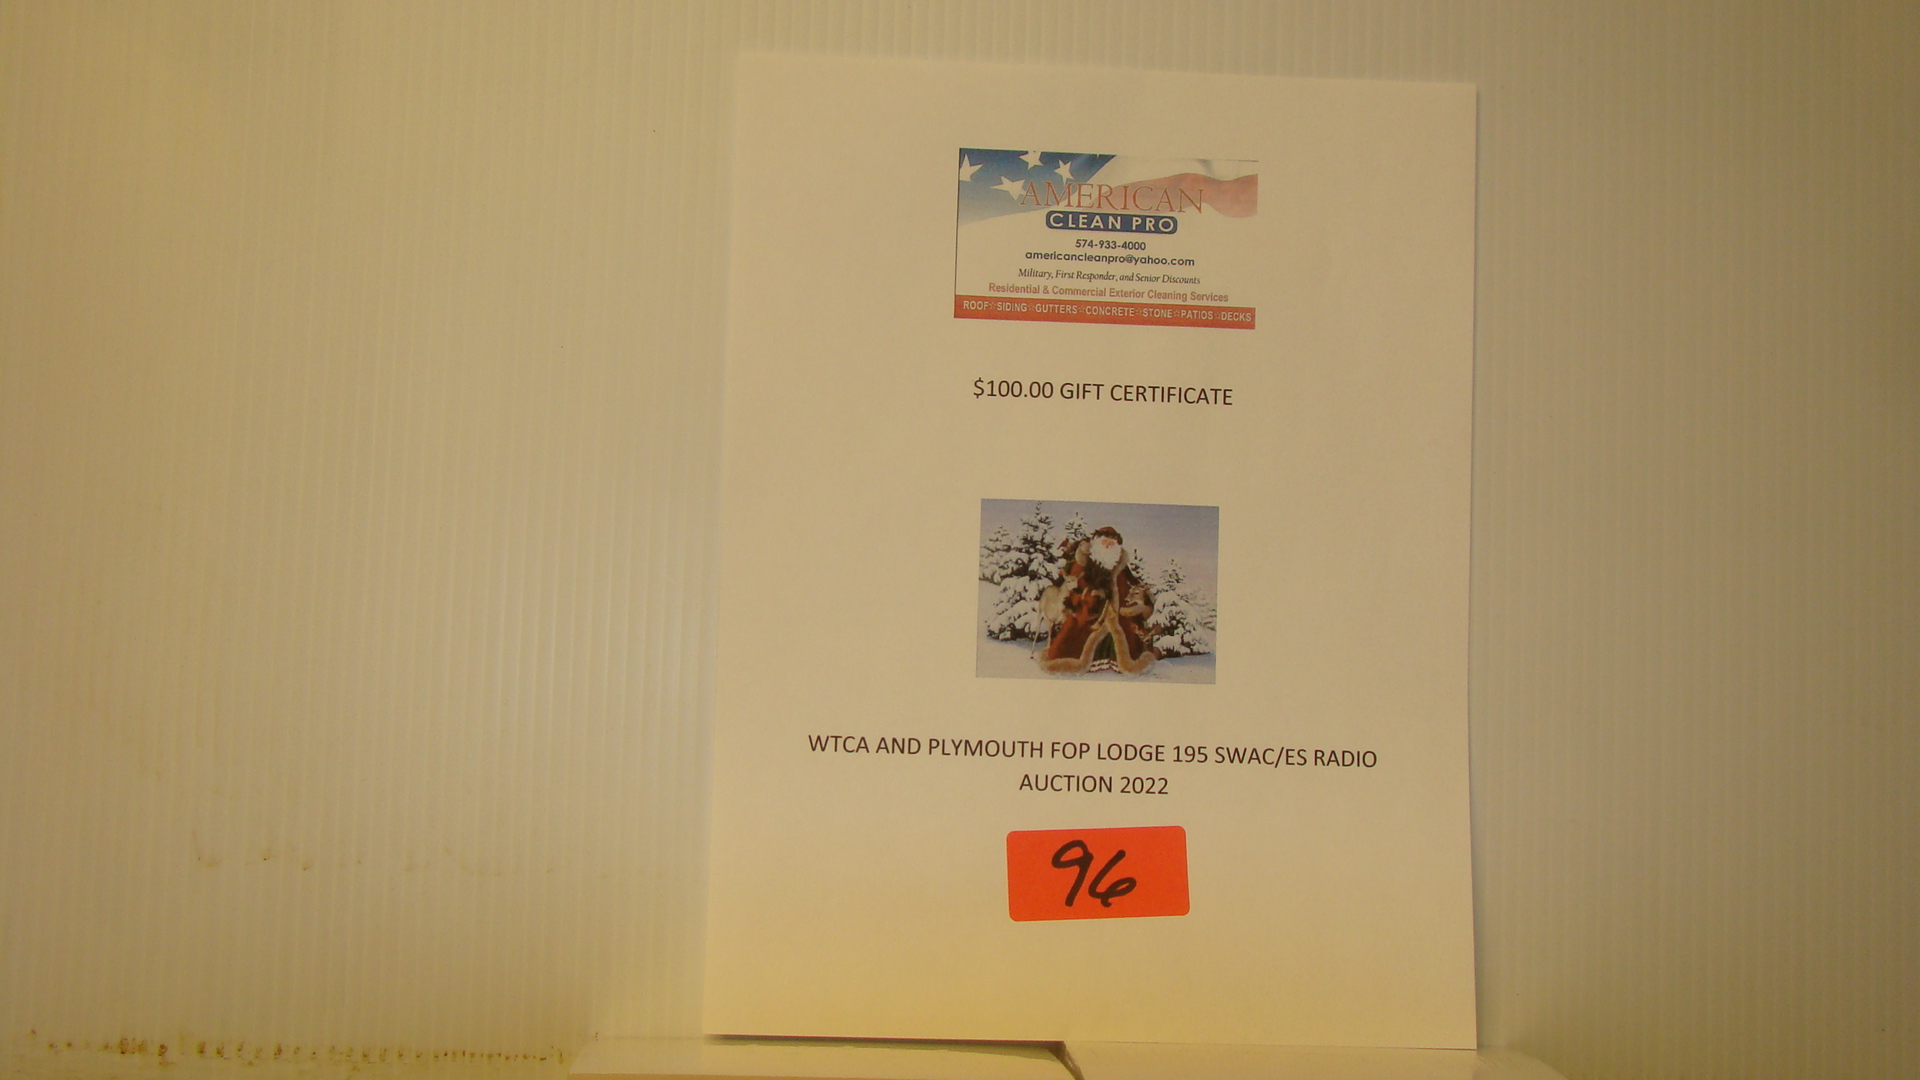 AMERICAN
CLEAN PRO
574-933-4000
americancleanpro@yahoo.com
Military, First Responder, and Senior Discounts
Residential & Commercial Exterior Cleaning Services
ROOF☆SIDING☆GUTTERS☆CONCRETE☆STONE☆PATIOS☆DECKS
$100.00 GIFT CERTIFICATE
WTCA AND PLYMOUTH FOP LODGE 195 SWAC/ES RADIO
AUCTION 2022
96